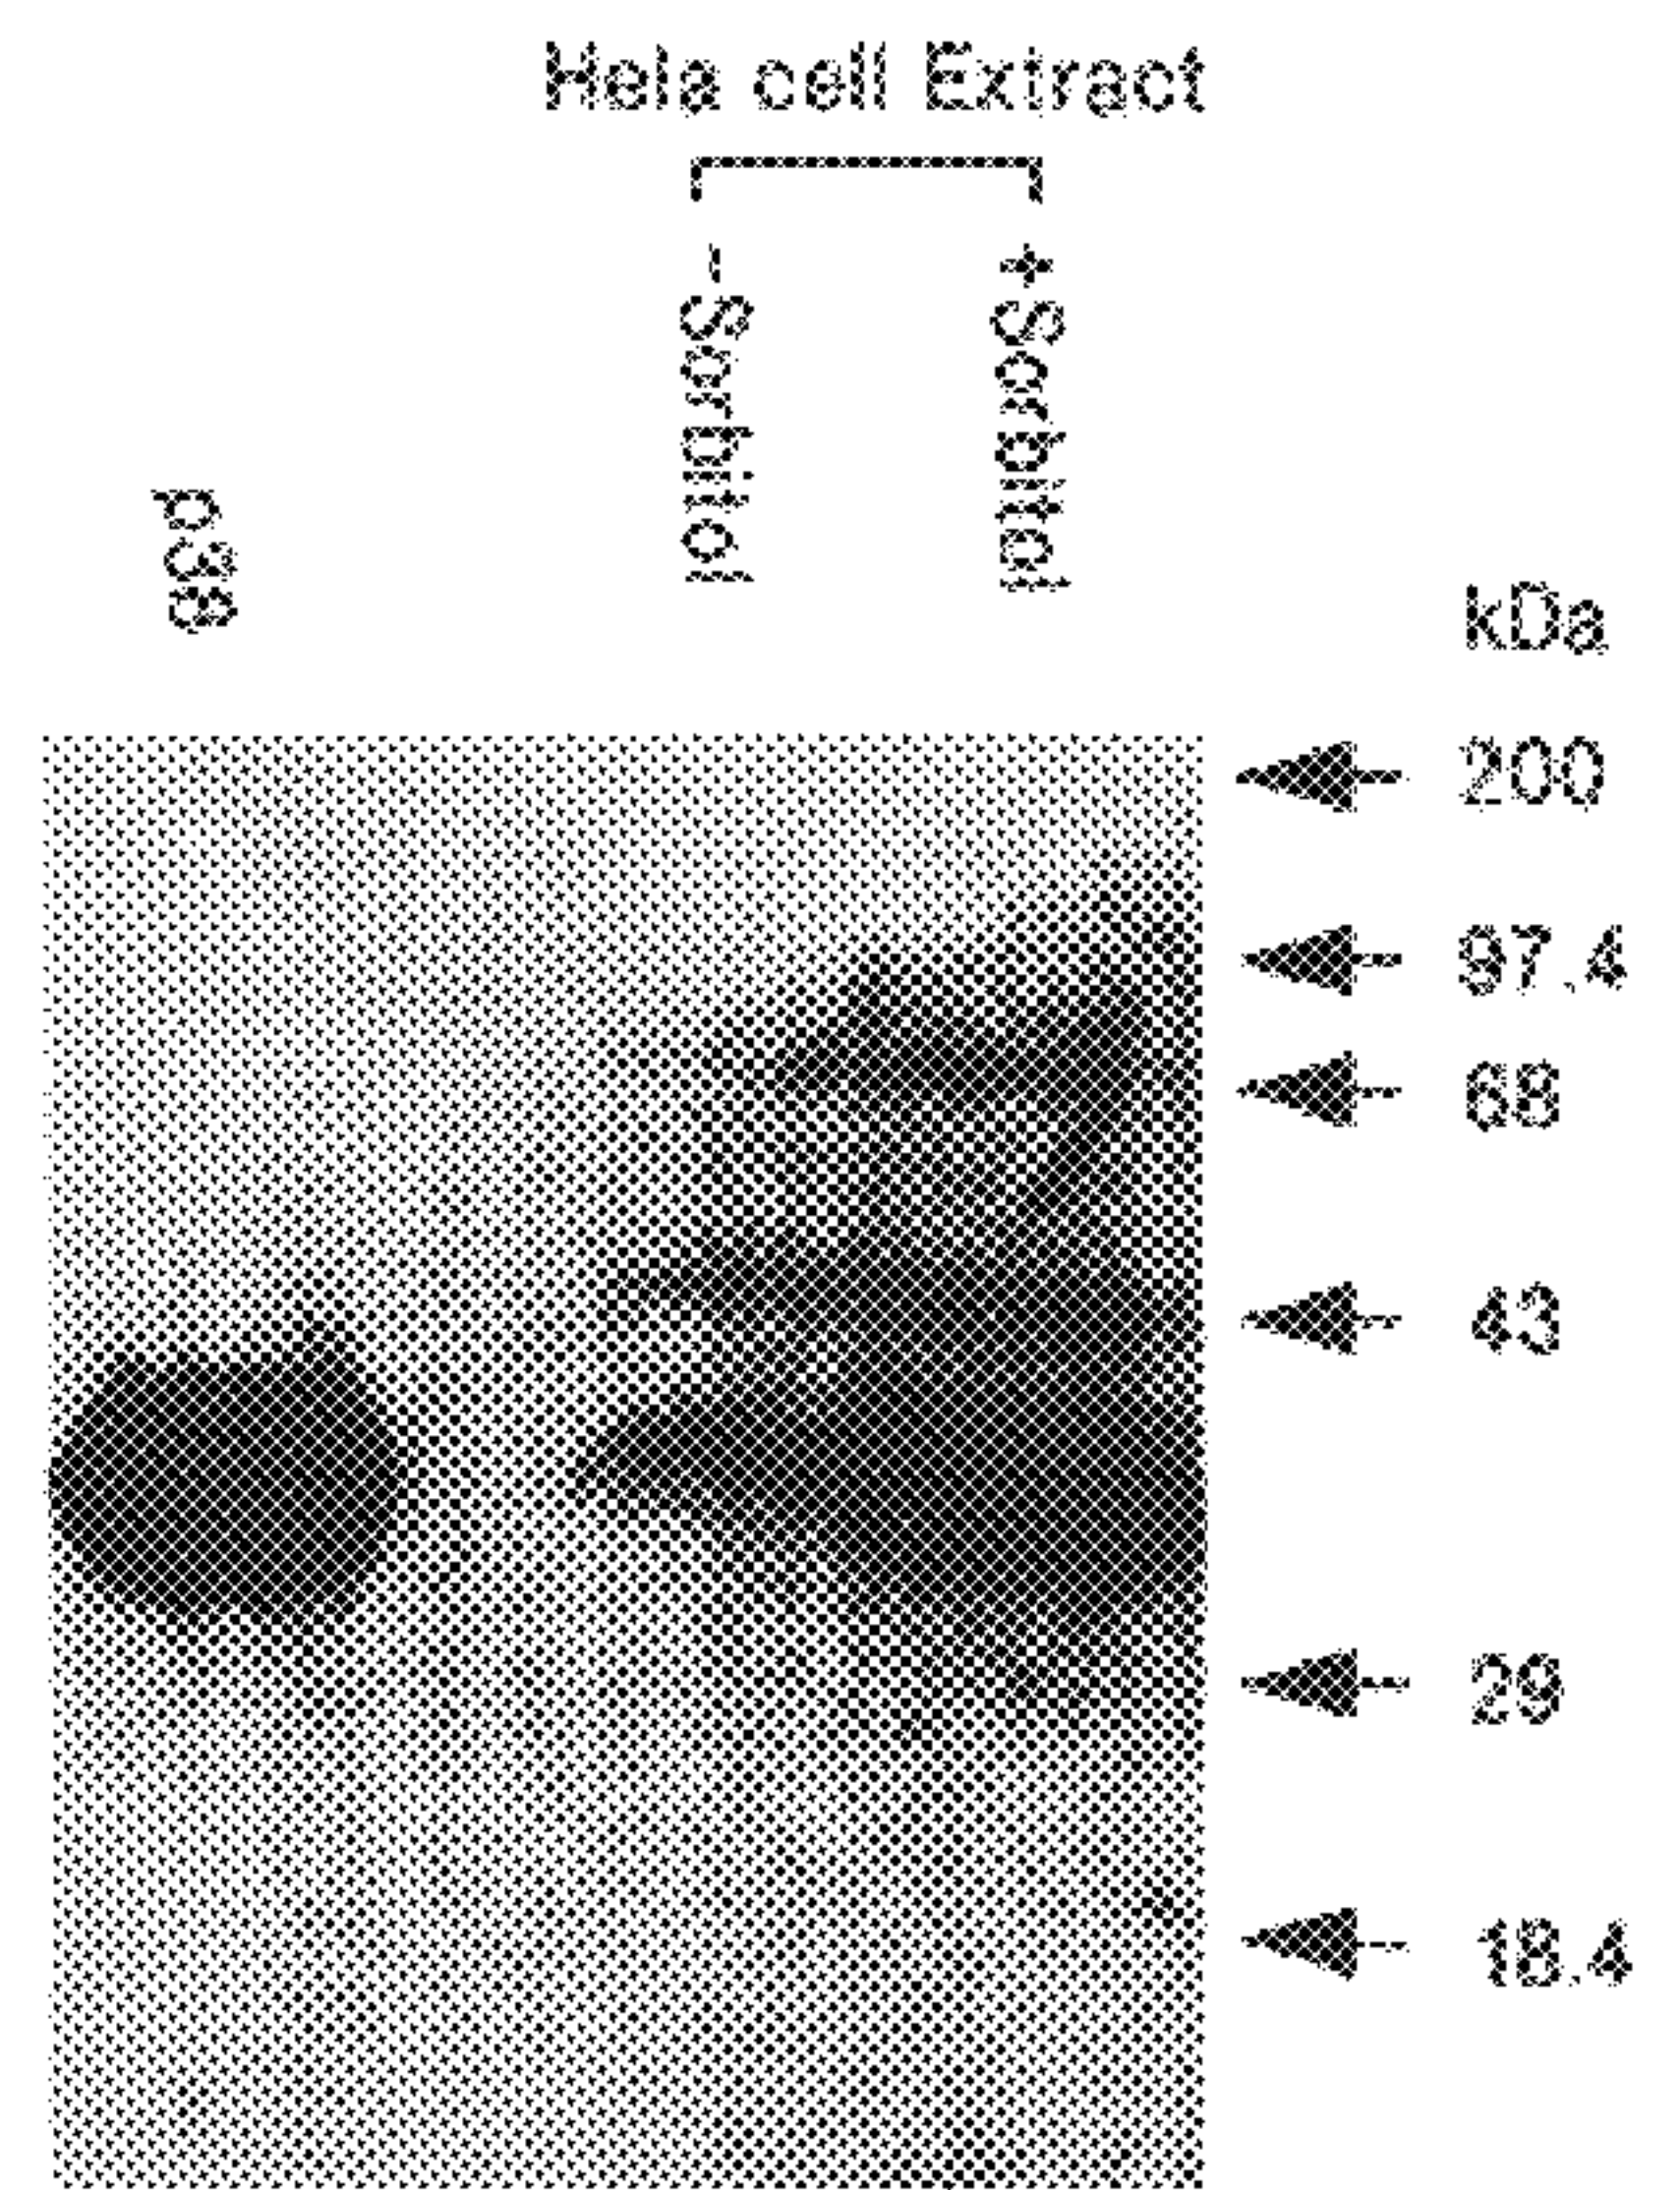 Hela cell Extract
-Sorbitol
+Sorbitol
p38
kDa
200
97.4
68
43
29
18.4